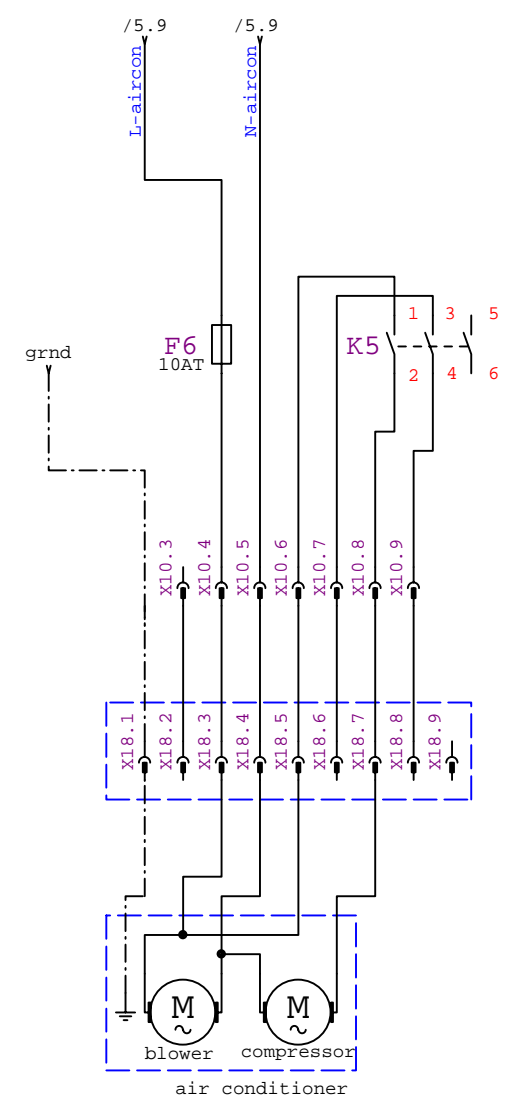 /5.9
/5.9
L-aircon
N-aircon
1
3
5
F6
10AT
K5
grnd
2
4
6
X10.3
X10.4
X10.5
X10.6
X10.7
X10.8
X10.9
X18.1
X18.2
X18.3
X18.4
X18.5
X18.6
X18.7
X18.8
X18.9
M
~
M
~
blower
compressor
air conditioner